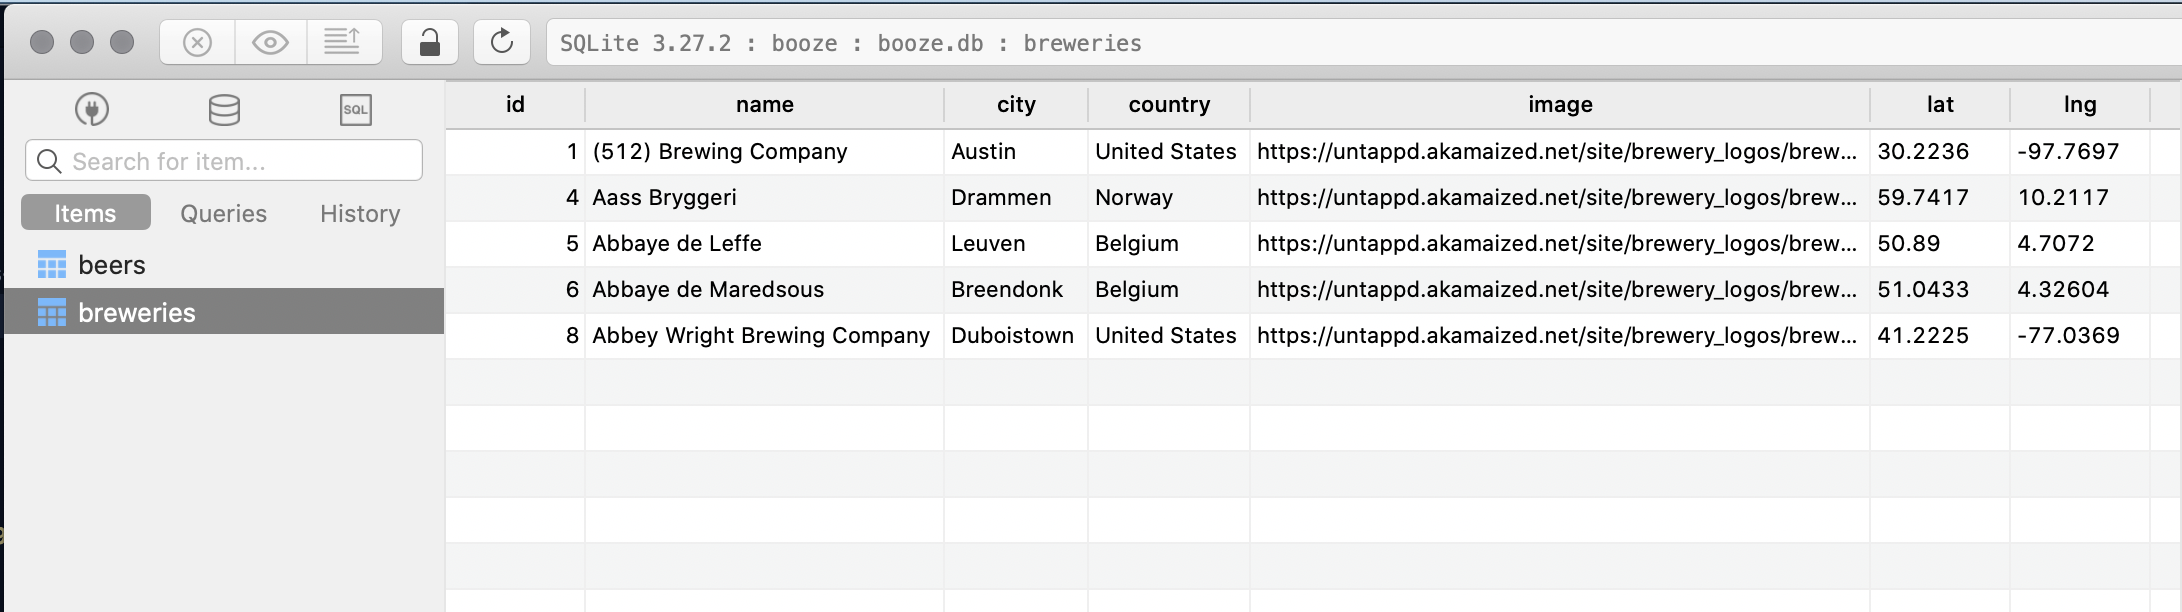 SQLite 3.27.2 : booze : booze.db : breweries
SQL
Search for item...
Items Queries History
beers
breweries
id name city country image lat lng
1 (512) Brewing Company Austin United States https://untappd.akamaized.net/site/brewery_logos/brew... 30.2236 -97.7697
4 Aass Bryggeri Drammen Norway https://untappd.akamaized.net/site/brewery_logos/brew... 59.7417 10.2117
5 Abbaye de Leffe Leuven Belgium https://untappd.akamaized.net/site/brewery_logos/brew... 50.89 4.7072
6 Abbaye de Maredsous Breendonk Belgium https://untappd.akamaized.net/site/brewery_logos/brew... 51.0433 4.32604
8 Abbey Wright Brewing Company Duboistown United States https://untappd.akamaized.net/site/brewery_logos/brew... 41.2225 -77.0369